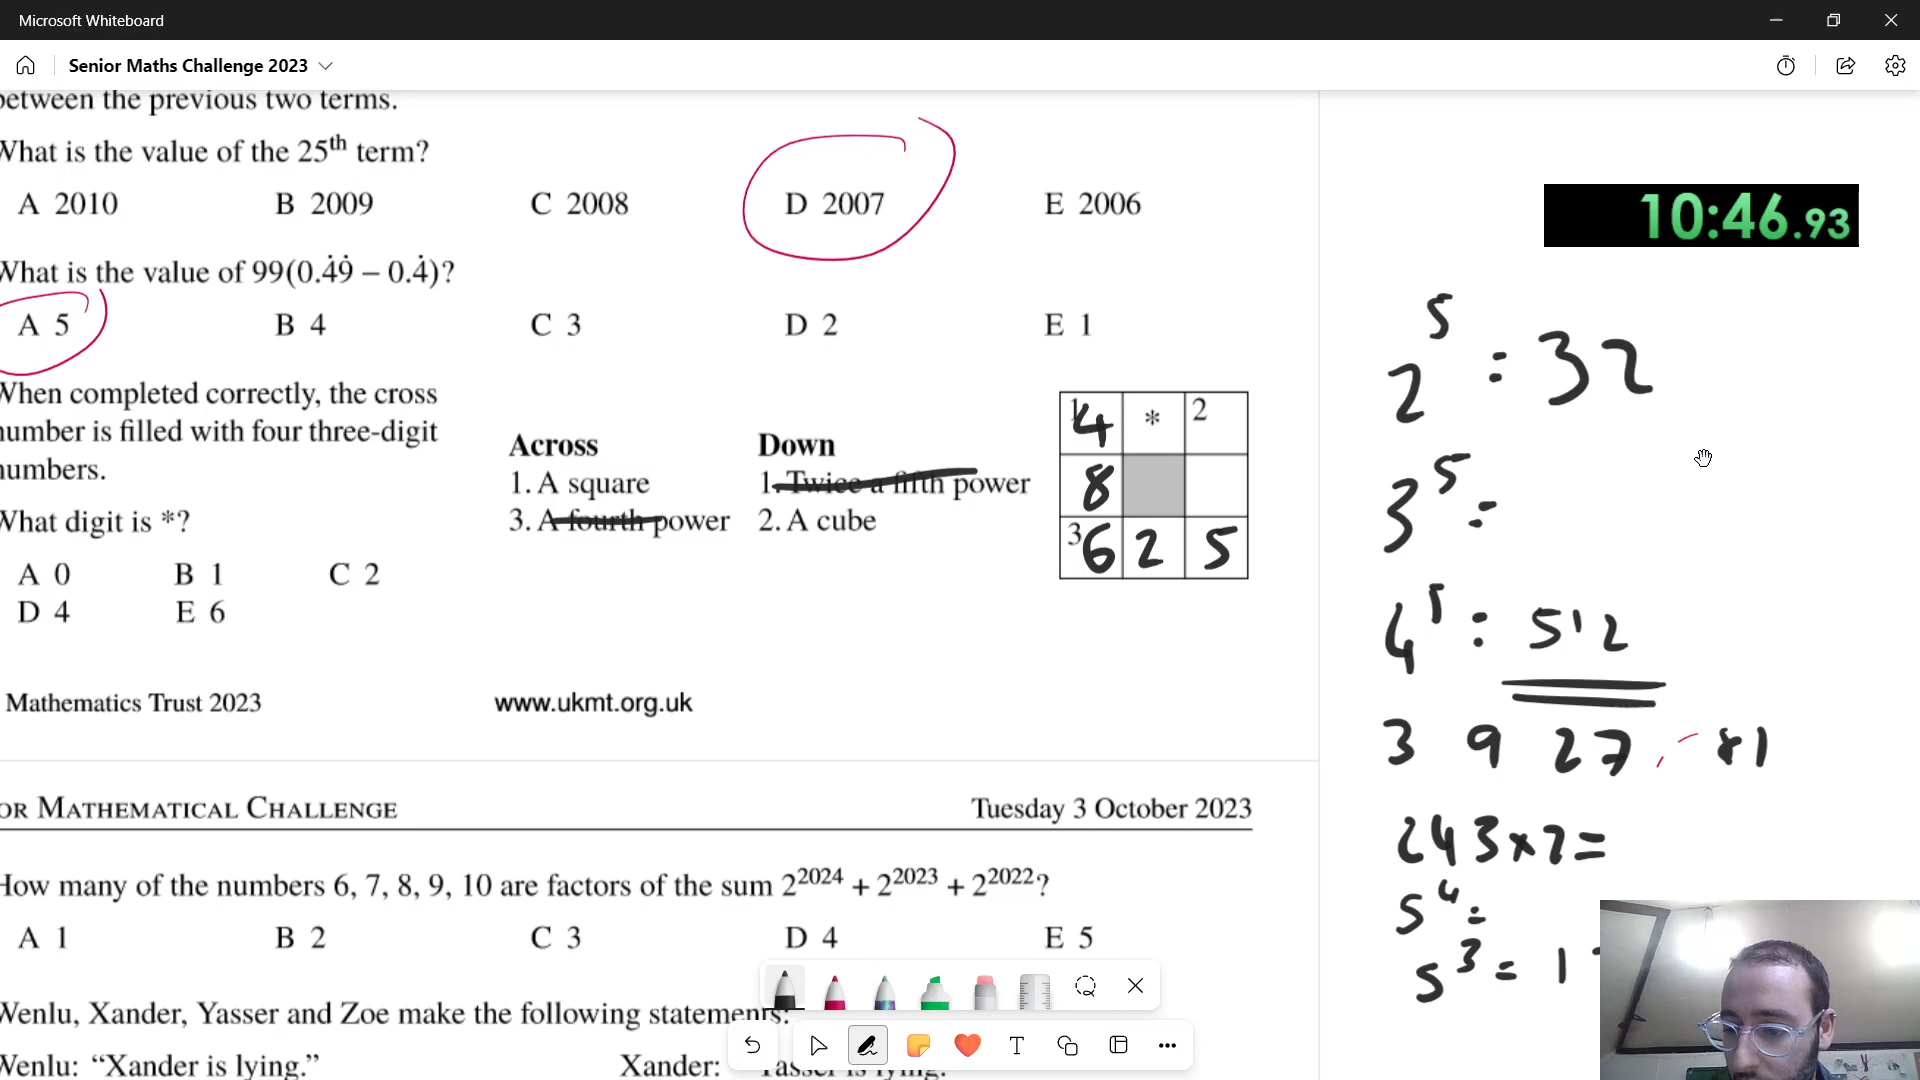 Microsoft Whiteboard
Senior Maths Challenge 2023
between the previous two terms.
What is the value of the 25th term?
A 2010 B 2009 C 2008 D 2007 E 2006
10:46.93
What is the value of 99(0.4̇9̇ – 0.4̇)?
A 5 B 4 C 3 D 2 E 1
When completed correctly, the cross
number is filled with four three-digit
numbers.
What digit is *?
A 0 B 1 C 2
D 4 E 6
Across
1. A square
3. A fourth power
Down
1. Twice a fifth power
2. A cube
1 4 * 2
8
3 6 2 5
2^5 = 32
3^5 =
4^5 = 512
3 9 27 81
243×2=
5^4 =
5^3 = 1
Mathematics Trust 2023 www.ukmt.org.uk
OR MATHEMATICAL CHALLENGE Tuesday 3 October 2023
How many of the numbers 6, 7, 8, 9, 10 are factors of the sum 2^2024 + 2^2023 + 2^2022?
A 1 B 2 C 3 D 4 E 5
Wenlu, Xander, Yasser and Zoe make the following statements:
Wenlu: “Xander is lying.” Xander: